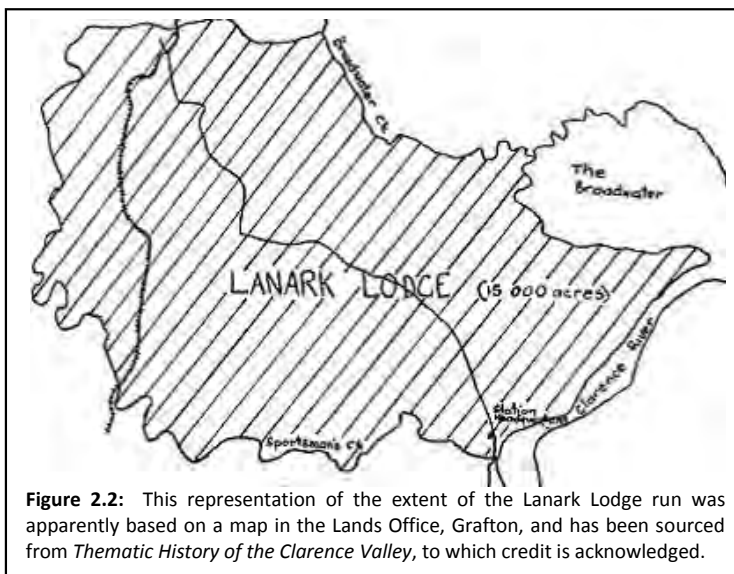 Broadwater Ck.
The
Broadwater
LANARK LODGE (15 000 acres)
Clarence River
Station
Headquarters
Sportsman's Ck
Figure 2.2: This representation of the extent of the Lanark Lodge run was
apparently based on a map in the Lands Office, Grafton, and has been sourced
from Thematic History of the Clarence Valley, to which credit is acknowledged.